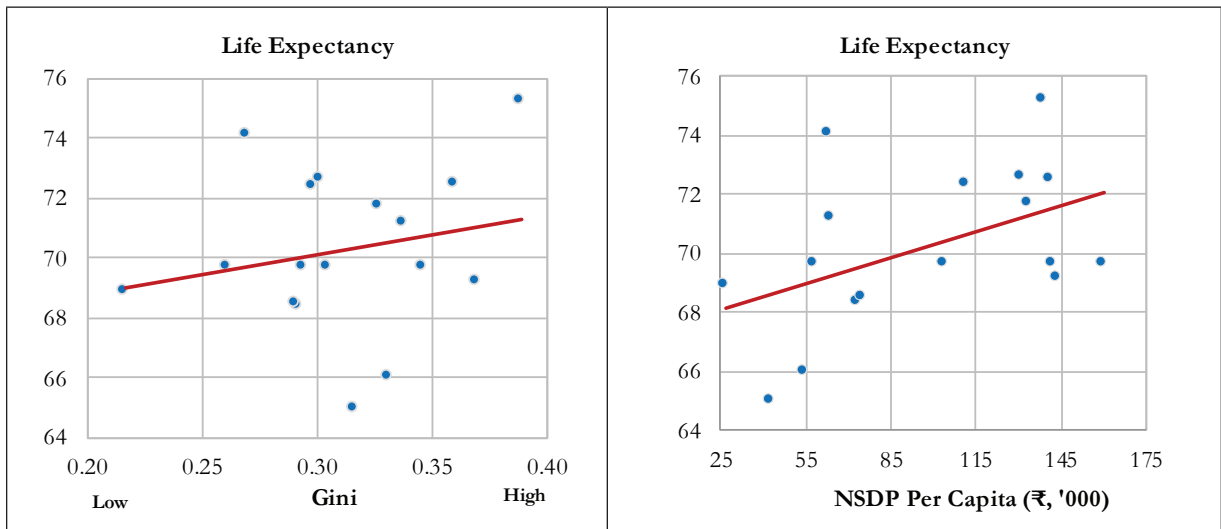 Life Expectancy
76
74
72
70
68
66
64
0.20 0.25 0.30 0.35 0.40
Low Gini High
Life Expectancy
76
74
72
70
68
66
64
25 55 85 115 145 175
NSDP Per Capita (₹, '000)